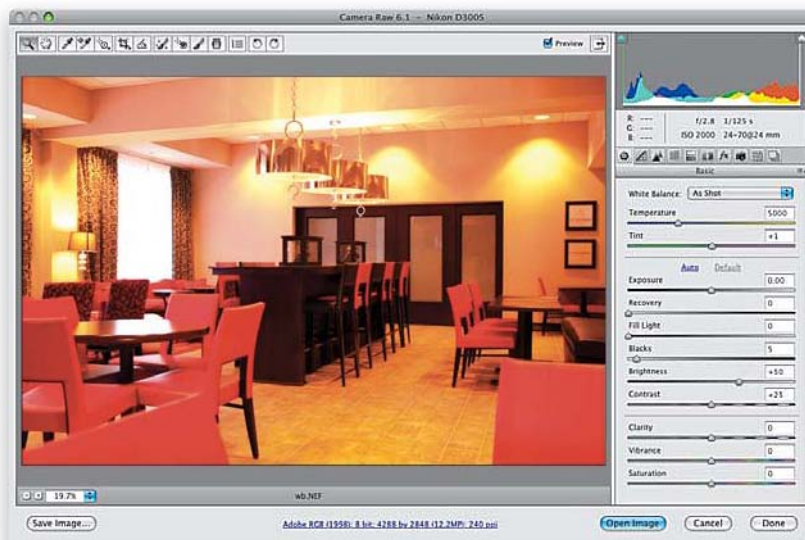 Camera Raw 6.1 – Nikon D300S
Preview
R: ---
G: ---
B: ---
f/2.8 1/125 s
ISO 2000 24-70@24 mm
Basic
White Balance: As Shot
Temperature 5000
Tint +1
Auto Default
Exposure 0.00
Recovery 0
Fill Light 0
Blacks 5
Brightness +50
Contrast +25
Clarity 0
Vibrance 0
Saturation 0
19.7% wb.NEF
Save Image... Adobe RGB (1998); 8 bit; 4288 by 2848 (12.2MP); 240 ppi Open Image Cancel Done